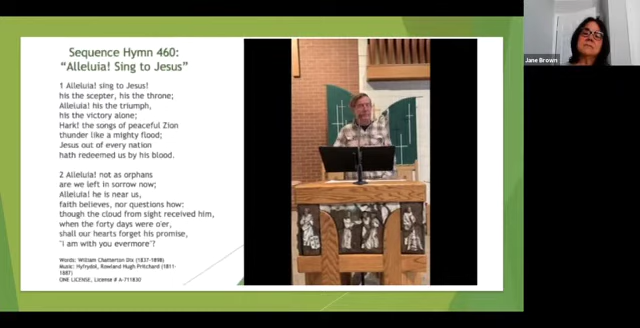 Sequence Hymn 460:
“Alleluia! Sing to Jesus”
1 Alleluia! sing to Jesus!
his the scepter, his the throne;
Alleluia! his the triumph,
his the victory alone;
Hark! the songs of peaceful Zion
thunder like a mighty flood;
Jesus out of every nation
hath redeemed us by his blood.
2 Alleluia! not as orphans
are we left in sorrow now;
Alleluia! he is near us,
faith believes, nor questions how:
though the cloud from sight received him,
when the forty days were o'er,
shall our hearts forget his promise,
"I am with you evermore"?
Words: William Chatterton Dix (1837-1898)
Music: Hyfrydol, Rowland Hugh Pritchard (1811-
1887)
ONE LICENSE, License # A-711830
Jane Brown